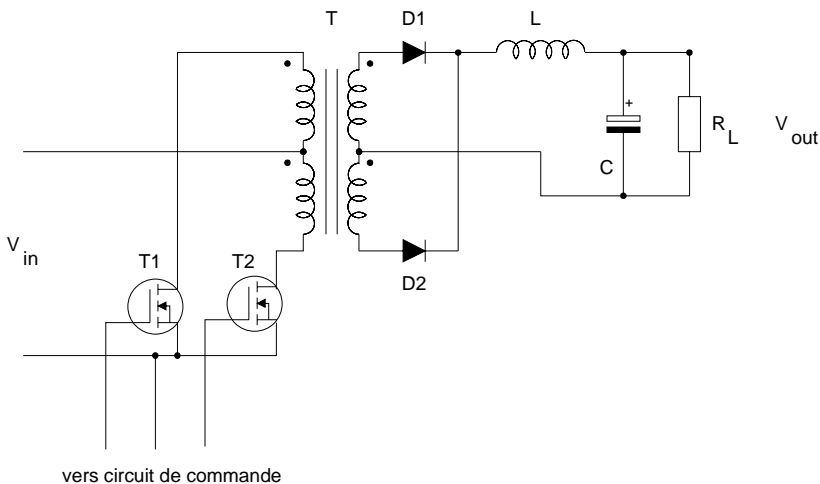 T
D1
L
+
R L
V out
C
V in
T1
T2
D2
vers circuit de commande